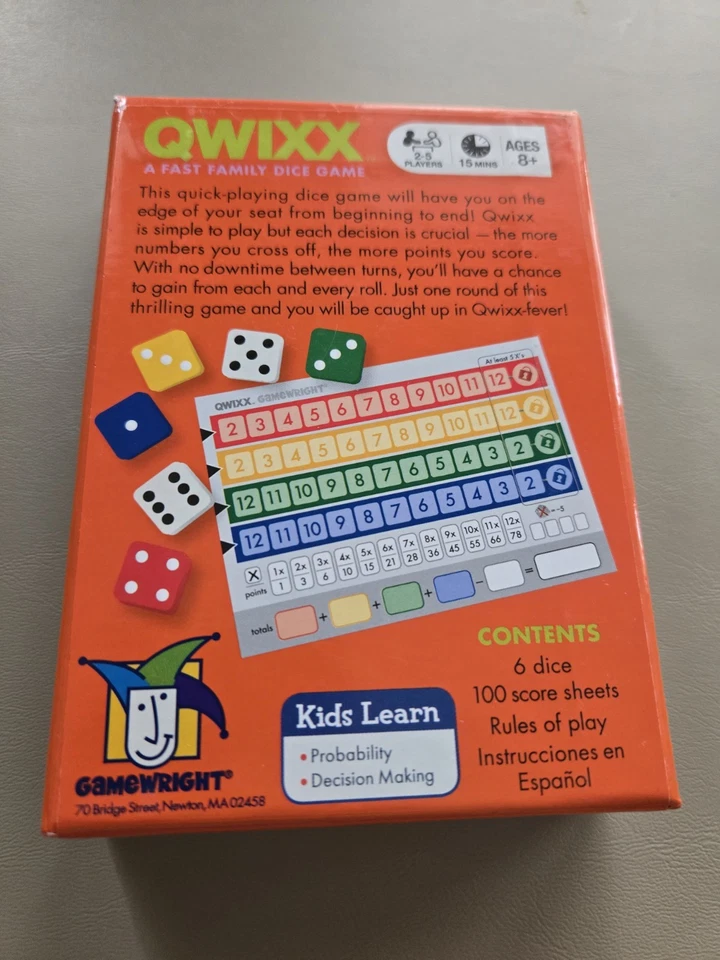 QWIXX
A FAST FAMILY DICE GAME
2-5
PLAYERS
15 MINS
AGES
8+
This quick-playing dice game will have you on the
edge of your seat from beginning to end! Qwixx
is simple to play but each decision is crucial — the more
numbers you cross off, the more points you score.
With no downtime between turns, you'll have a chance
to gain from each and every roll. Just one round of this
thrilling game and you will be caught up in Qwixx-fever!
At least 5 X's
QWIXX™ GAMEWRIGHT®
2 3 4 5 6 7 8 9 10 11 12
2 3 4 5 6 7 8 9 10 11 12
12 11 10 9 8 7 6 5 4 3 2
12 11 10 9 8 7 6 5 4 3 2
X 1x 2x 3x 4x 5x 6x 7x 8x 9x 10x 11x 12x
points 1 3 6 10 15 21 28 36 45 55 66 78
X = -5
totals + + + - =
CONTENTS
6 dice
100 score sheets
Rules of play
Instrucciones en
Español
Kids Learn
• Probability
• Decision Making
GAMEWRIGHT®
70 Bridge Street, Newton, MA 02458